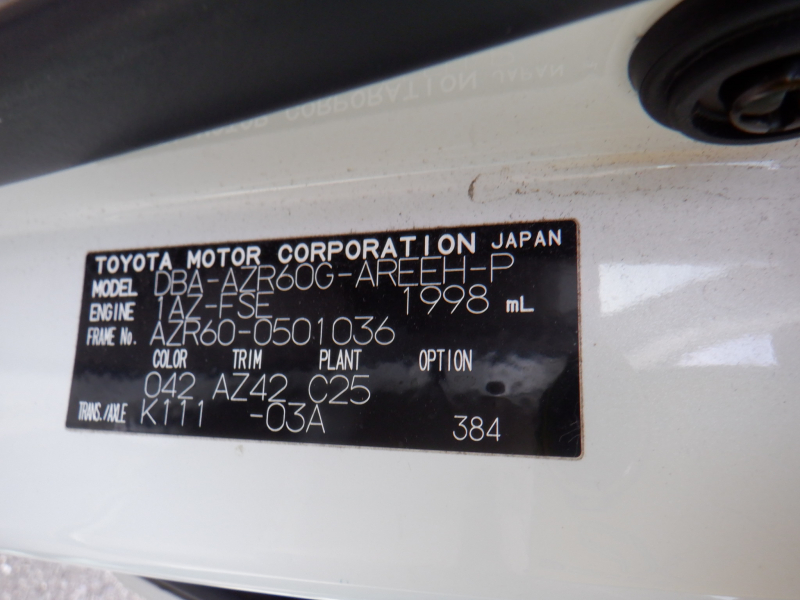 TOYOTA MOTOR CORPORATION JAPAN
MODEL DBA-AZR60G-AREEH-P
ENGINE 1AZ-FSE 1998 mL
FRAME No. AZR60-0501036
COLOR TRIM PLANT OPTION
042 AZ42 C25
TRANS./AXLE K111 -03A 384